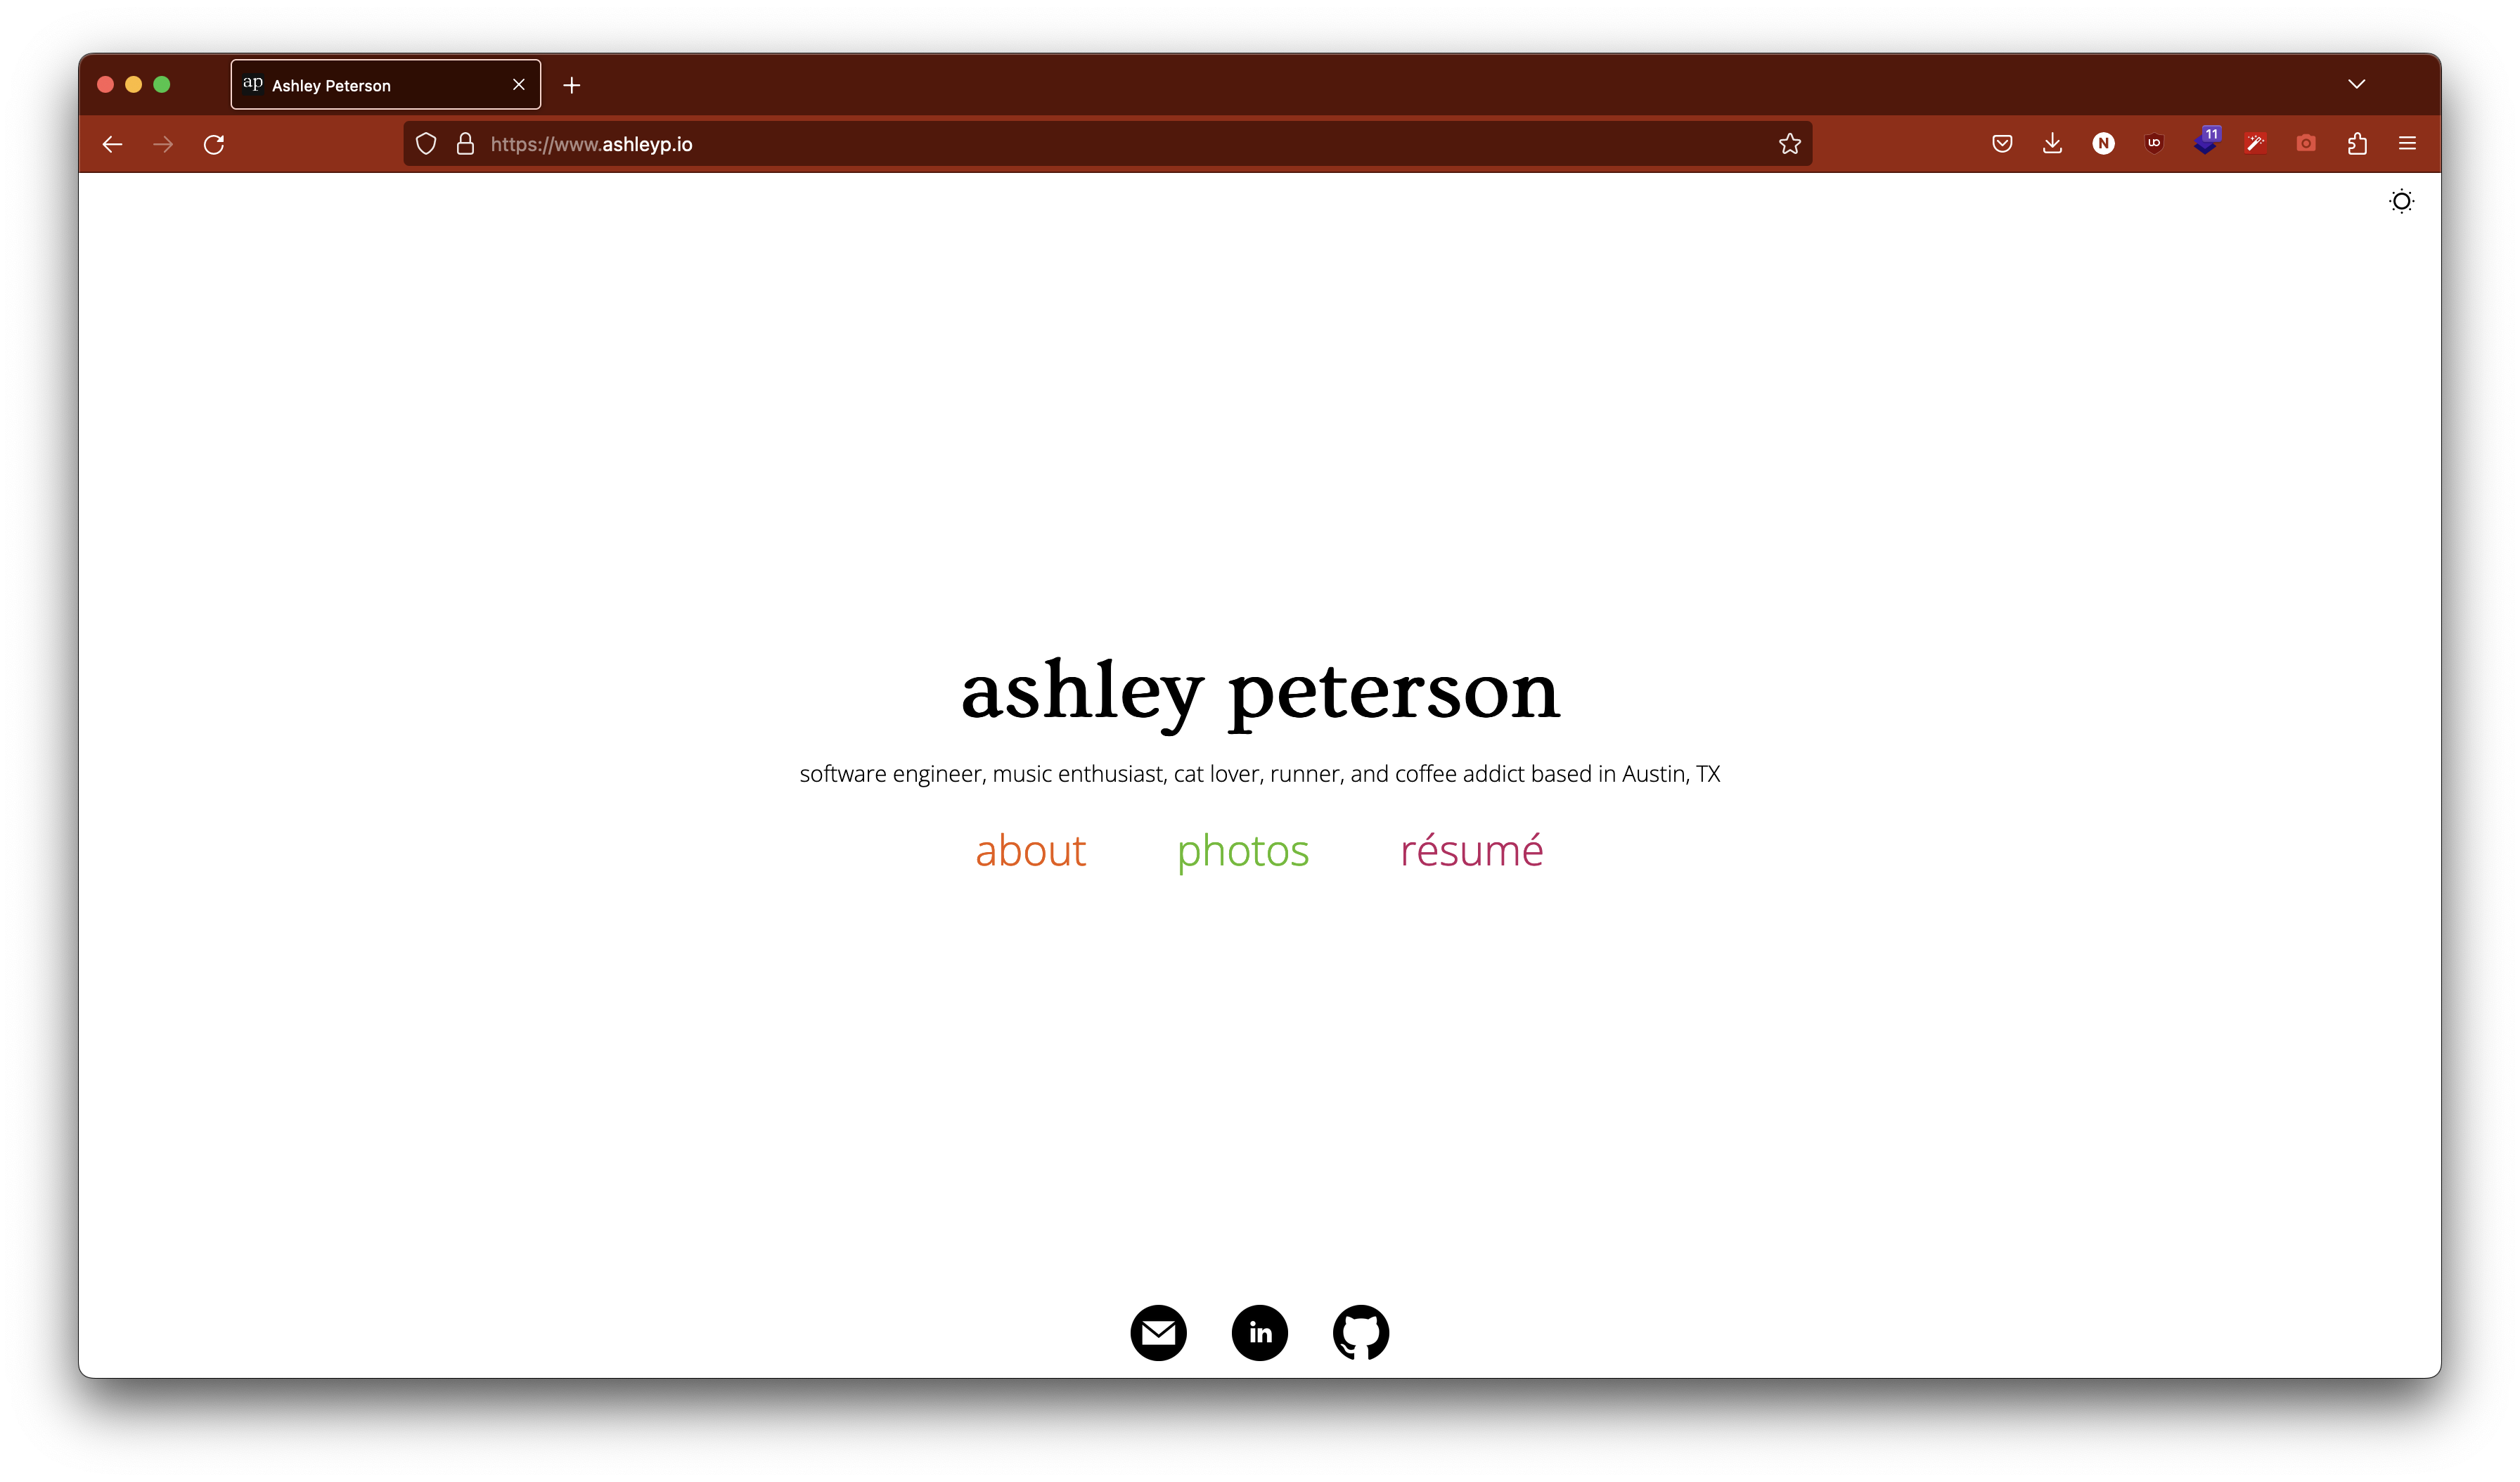 ap Ashley Peterson
https://www.ashleyp.io
N
UO
11
ashley peterson
software engineer, music enthusiast, cat lover, runner, and coffee addict based in Austin, TX
about photos résumé
in